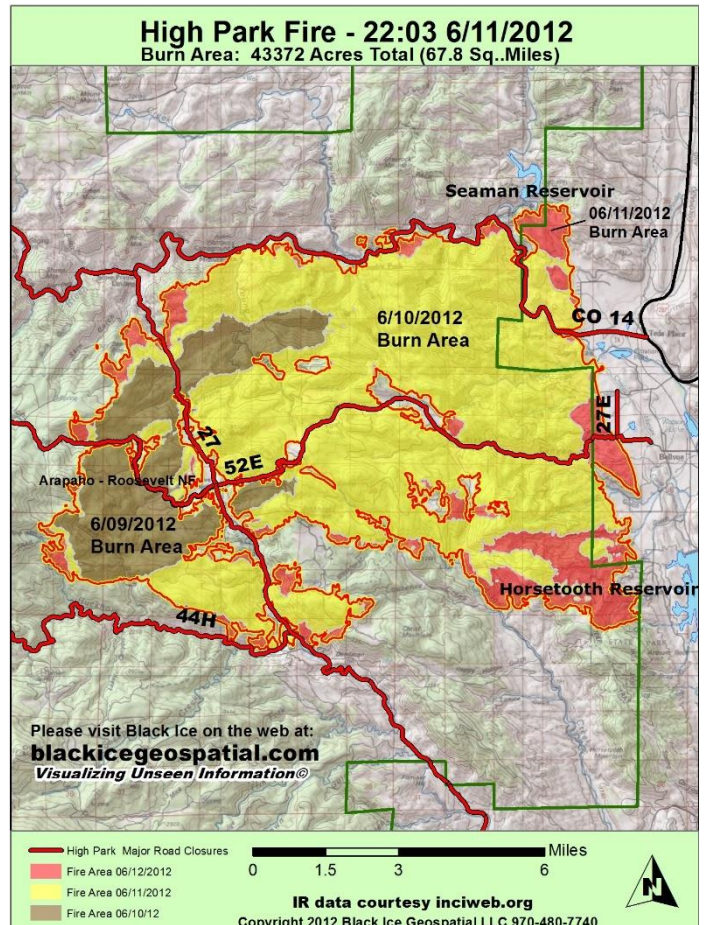 High Park Fire - 22:03 6/11/2012
Burn Area: 43372 Acres Total (67.8 Sq..Miles)
Seaman Reservoir
06/11/2012
Burn Area
CO 14
6/10/2012
Burn Area
27E
27
52E
Bellvue
Arapaho - Roosevelt NF
6/09/2012
Burn Area
Horsetooth Reservoir
44H
Please visit Black Ice on the web at:
blackicegeospatial.com
Visualizing Unseen Information©
High Park Major Road Closures
Fire Area 06/12/2012
Fire Area 06/11/2012
Fire Area 06/10/12
0 1.5 3 6 Miles
N
IR data courtesy inciweb.org
Copyright 2012 Black Ice Geospatial LLC 970-480-7740